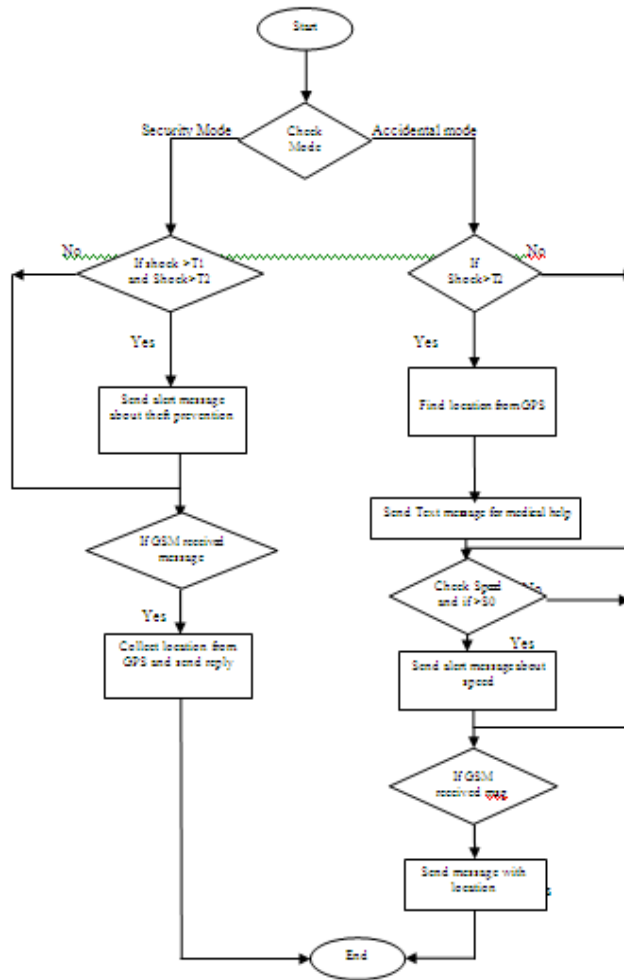 Start
Security Mode
Check
Mode
Accidental mode
No
If shock >T1
and Shock>T2
If
Shock>T2
No
Yes
Yes
Send alert message
about theft prevention
Find location from GPS
Send Text message for medical help
If GSM received
message
Check Speed
and if >80
No
Yes
Yes
Collect location from
GPS and send reply
Send alert message about
speed
If GSM
received msg
Send message with
location
End